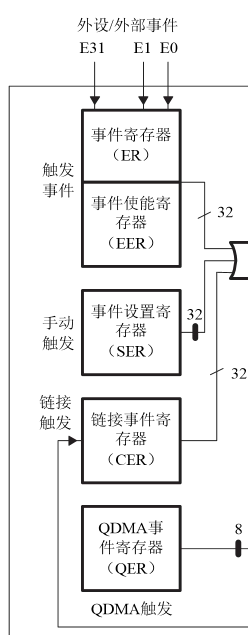 外设/外部事件
E31 E1 E0
事件寄存器
（ER）
触发
事件
事件使能寄
存器
（EER）
32
事件设置寄
存器
（SER）
手动
触发
32
32
链接
触发
链接事件寄
存器
（CER）
QDMA事
件寄存器
（QER）
8
QDMA触发